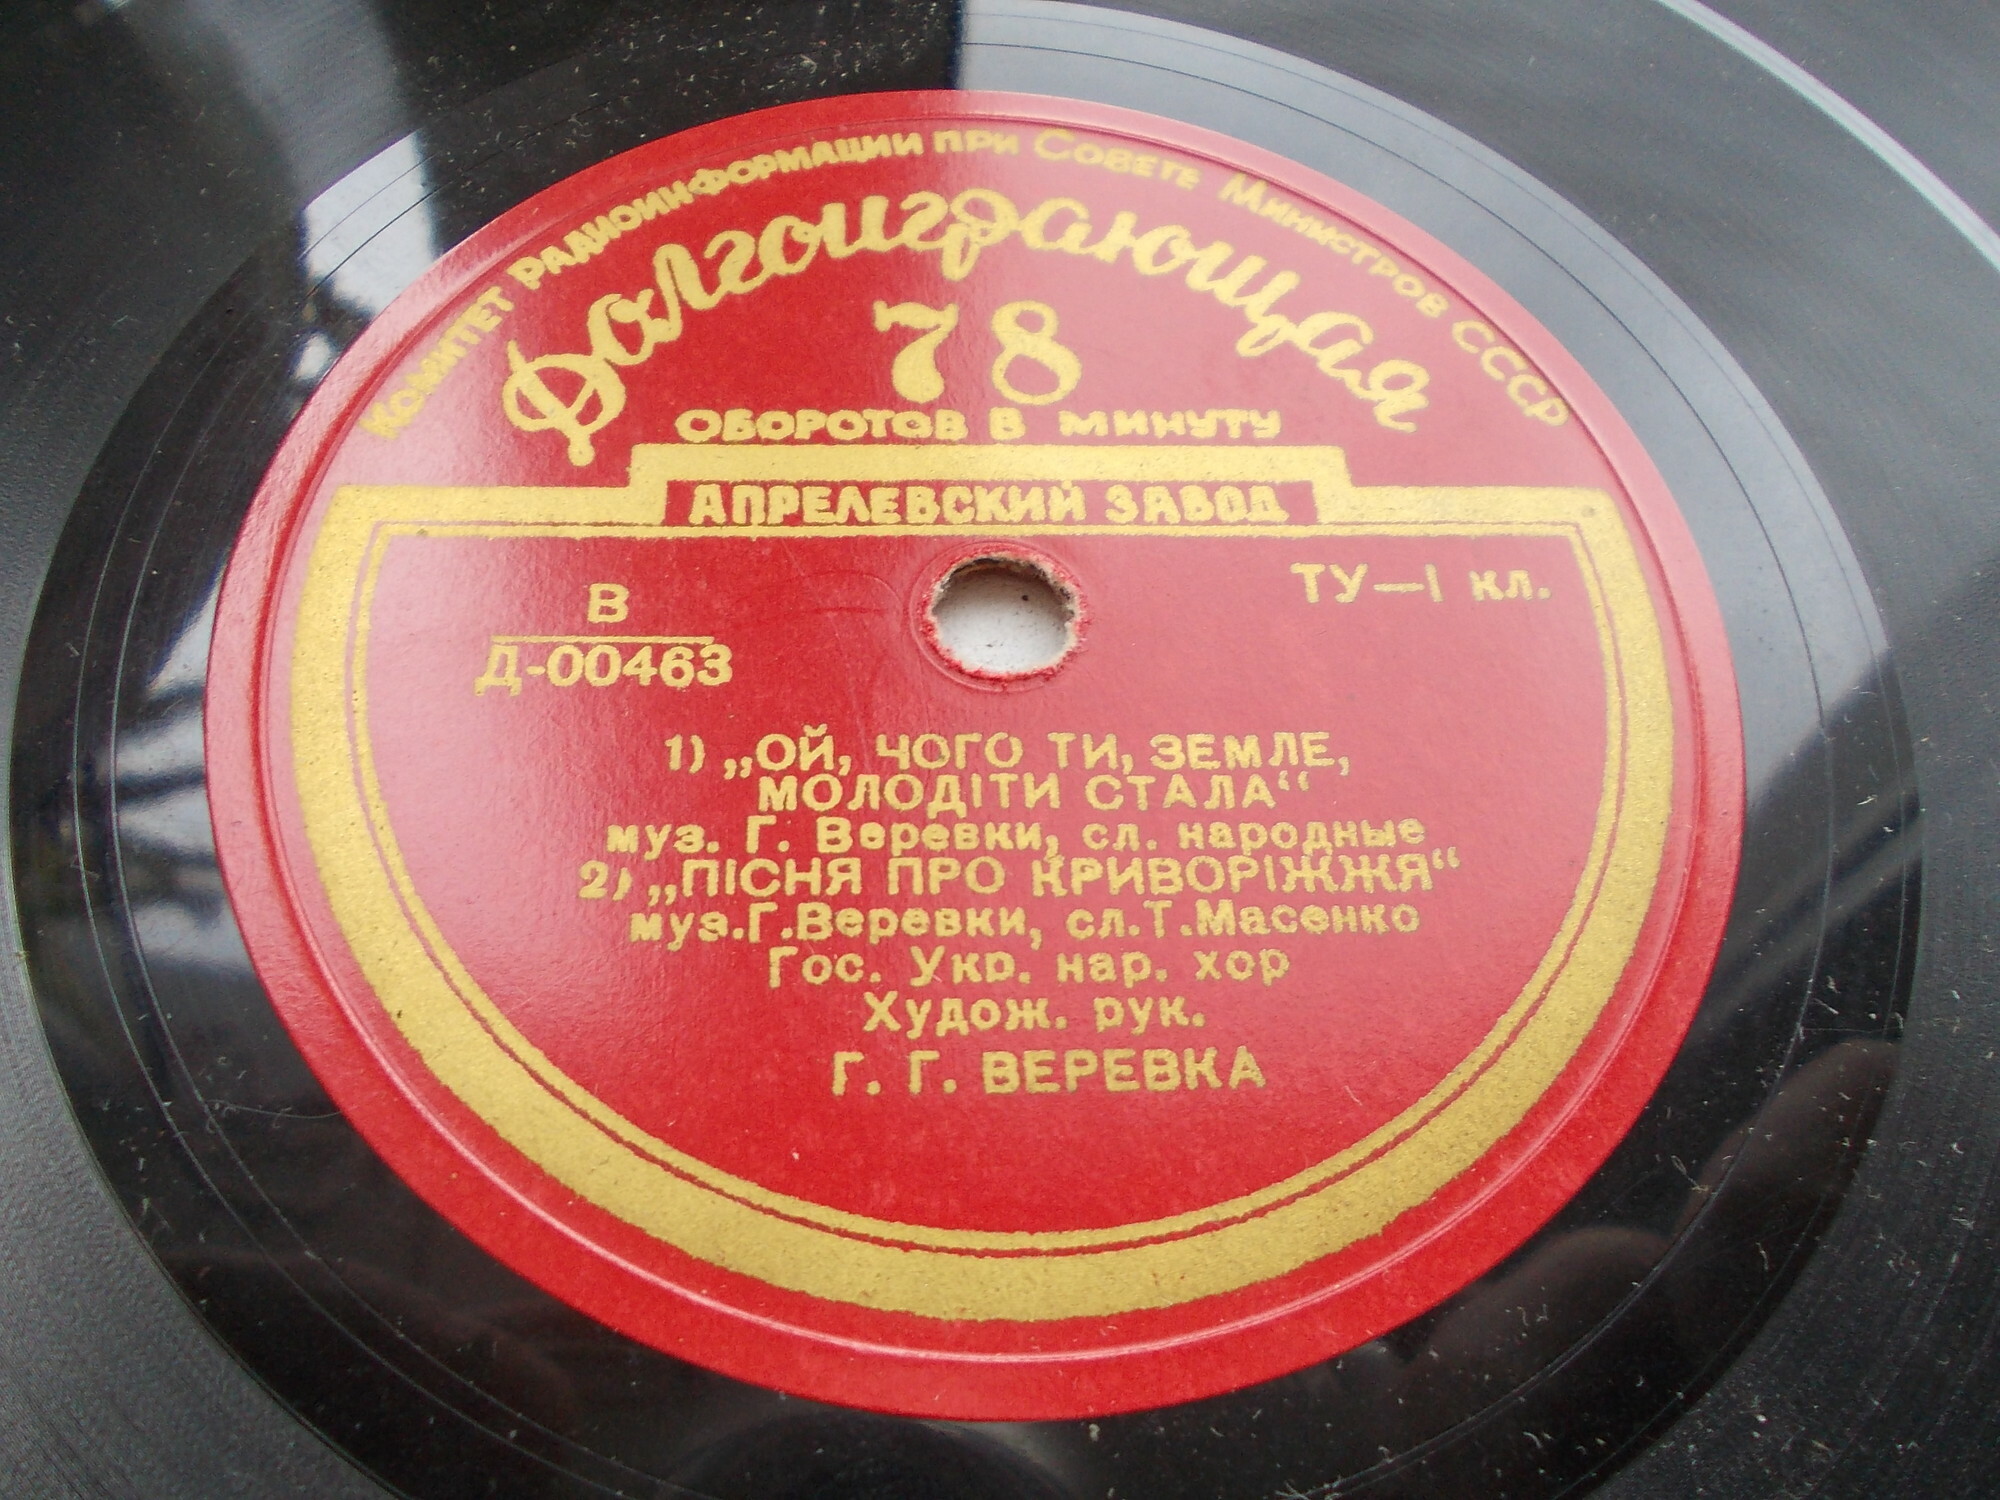 Комитет радиоинформации при Совете Министров СССР
Долгоиграющая
78
ОБОРОТОВ В МИНУТУ
АПРЕЛЕВСКИЙ ЗАВОД
В
Д-00463
ТУ—I кл.
1) „ОЙ, ЧОГО ТИ, ЗЕМЛЕ,
МОЛОДІТИ СТАЛА“
муз. Г. Веревки, сл. народные
2) „ПІСНЯ ПРО КРИВОРІЖЖЯ“
муз.Г.Веревки, сл.Т.Масенко
Гос. Укр. нар. хор
Худож. рук.
Г. Г. ВЕРЕВКА